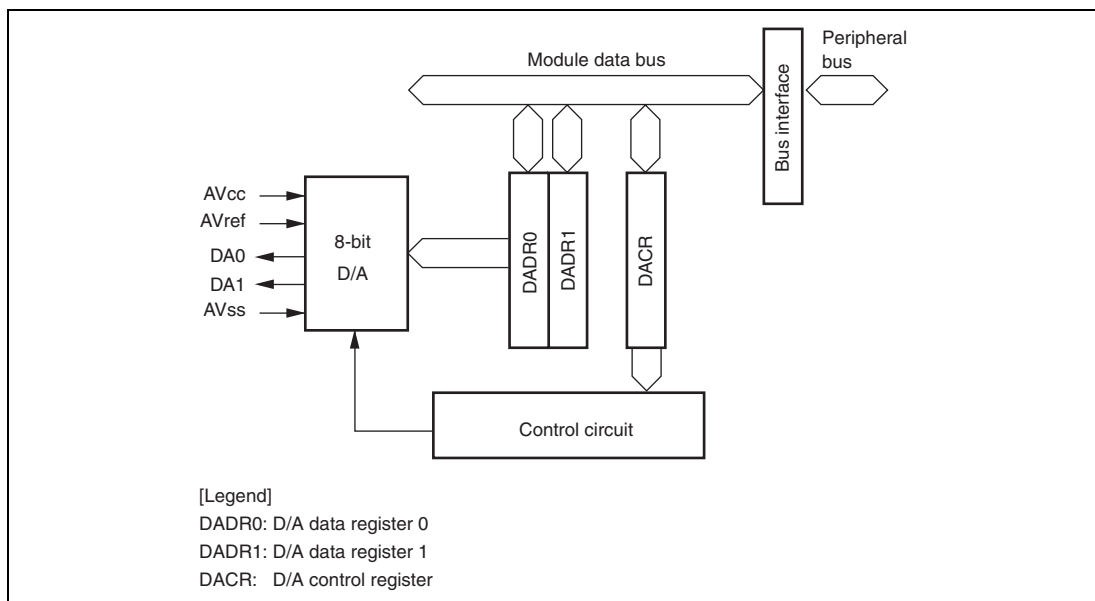 Module data bus
Peripheral
bus
Bus interface
AVcc
AVref
DA0
DA1
AVss
8-bit
D/A
DADR0
DADR1
DACR
Control circuit
[Legend]
DADR0: D/A data register 0
DADR1: D/A data register 1
DACR: D/A control register